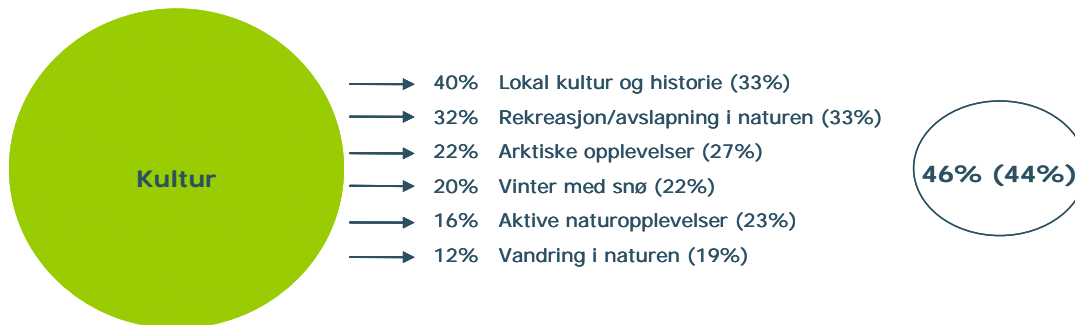 Kultur
40% Lokal kultur og historie (33%)
32% Rekreasjon/avslapning i naturen (33%)
22% Arktiske opplevelser (27%)
20% Vinter med snø (22%)
16% Aktive naturopplevelser (23%)
12% Vandring i naturen (19%)
46% (44%)